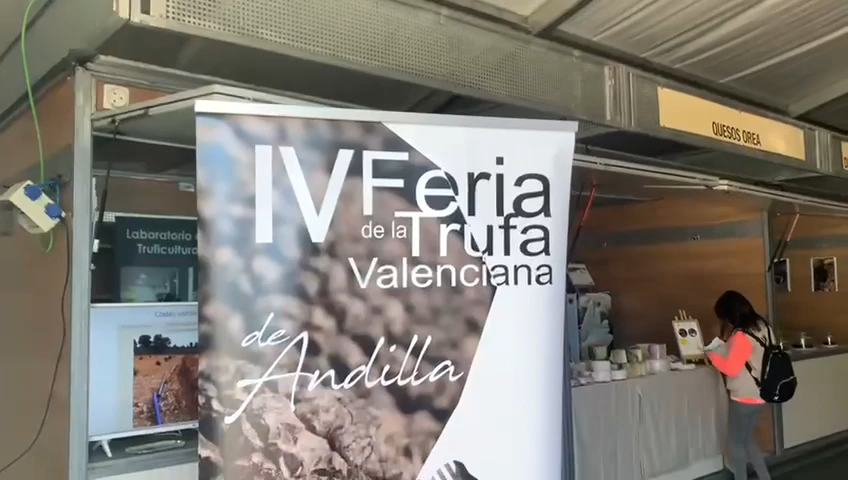 IV Feria
de la Trufa
Valenciana
de
Andilla
QUESOS OREA
Laboratorio
Truficultura